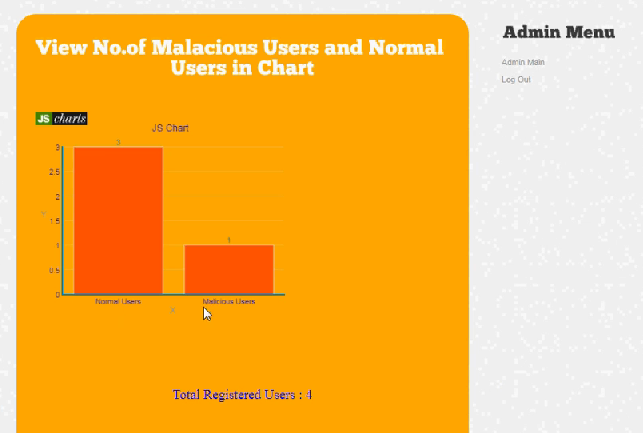 View No.of Malacious Users and Normal
Users in Chart
Admin Menu
Admin Main
Log Out
JS charts
JS Chart
3
3
2.5
2
Y
1.5
1
1
0.5
0
Normal Users
Malicious Users
X
Total Registered Users : 4